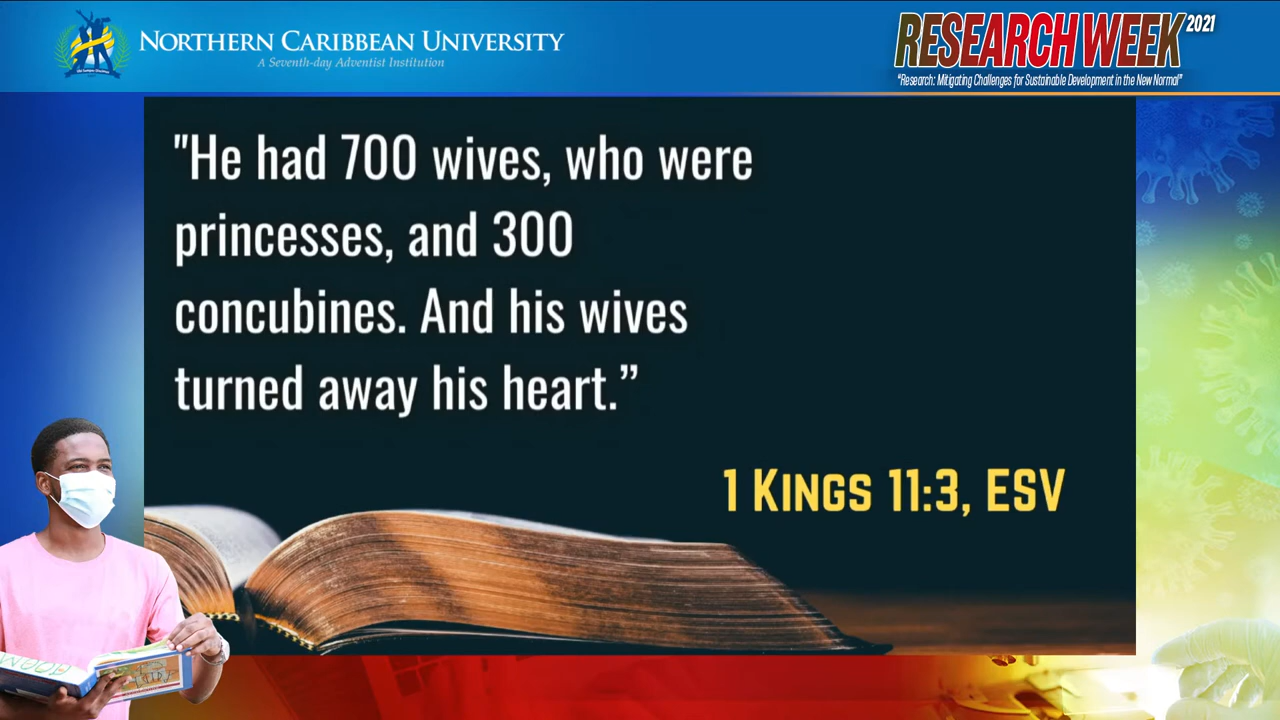 NORTHERN CARIBBEAN UNIVERSITY
A Seventh-day Adventist Institution
RESEARCH WEEK 2021
"Research: Mitigating Challenges for Sustainable Development in the New Normal"
"He had 700 wives, who were
princesses, and 300
concubines. And his wives
turned away his heart.”
1 KINGS 11:3, ESV